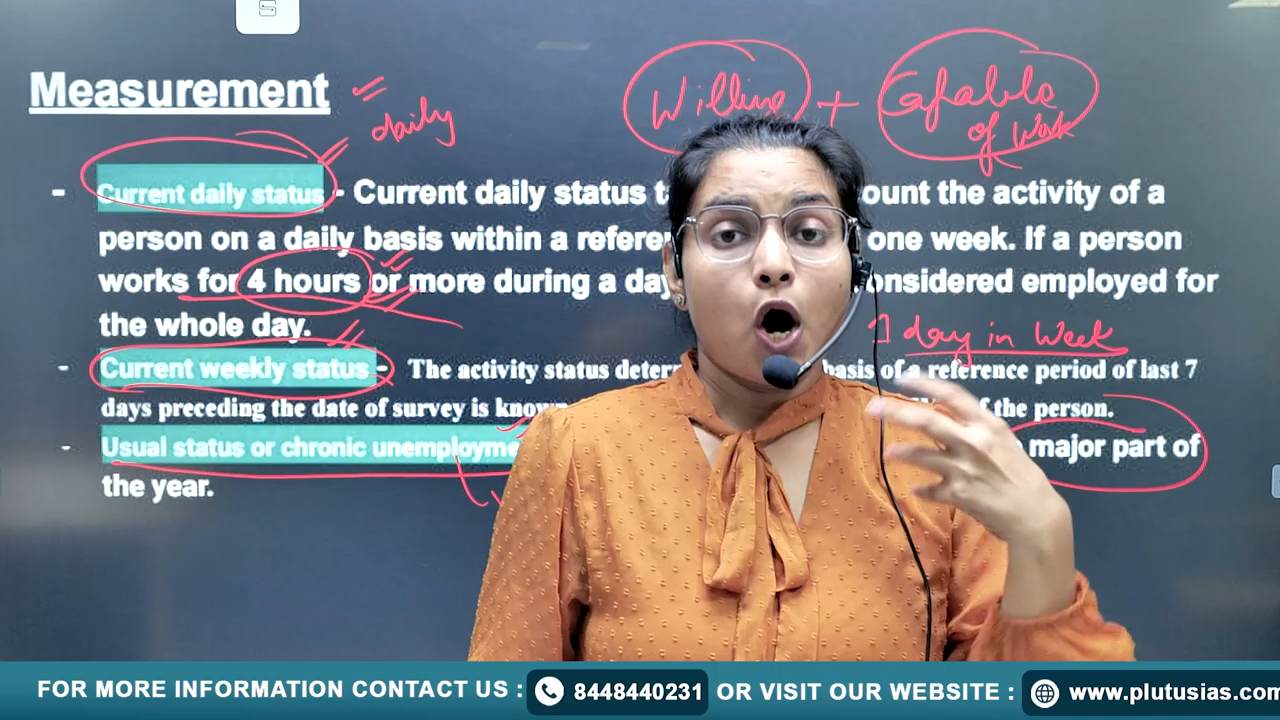 Measurement
daily
Willing + Capable
of Work
- Current daily status - Current daily status ount the activity of a
person on a daily basis within a refere one week. If a person
works for 4 hours or more during a day onsidered employed for
the whole day.
1 day in Week
- Current weekly status - The activity status deter basis of a reference period of last 7
days preceding the date of survey is known of the person.
- Usual status or chronic unemployme major part of
the year.
FOR MORE INFORMATION CONTACT US : 8448440231 OR VISIT OUR WEBSITE : www.plutusias.com